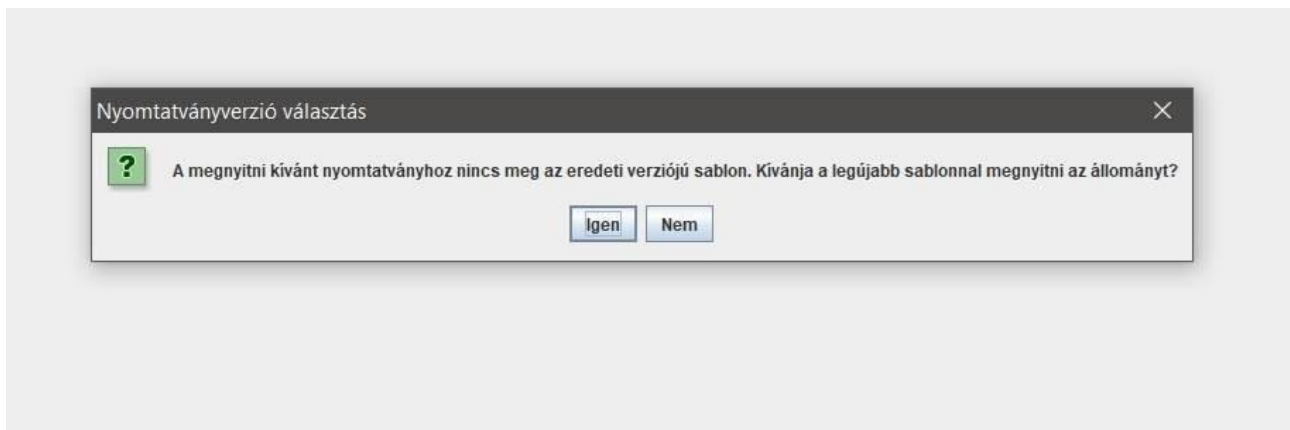 Nyomtatványverzió választás
A megnyitni kívánt nyomtatványhoz nincs meg az eredeti verziójú sablon. Kívánja a legújabb sablonnal megnyitni az állományt?
Igen Nem